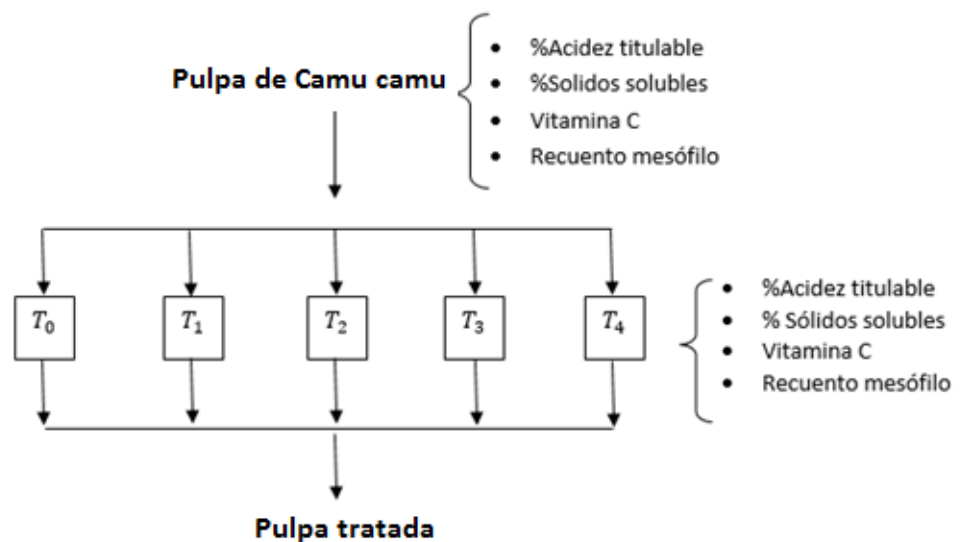 Pulpa de Camu camu
• %Acidez titulable
• %Solidos solubles
• Vitamina C
• Recuento mesófilo
T₀ T₁ T₂ T₃ T₄
• %Acidez titulable
• % Sólidos solubles
• Vitamina C
• Recuento mesófilo
Pulpa tratada